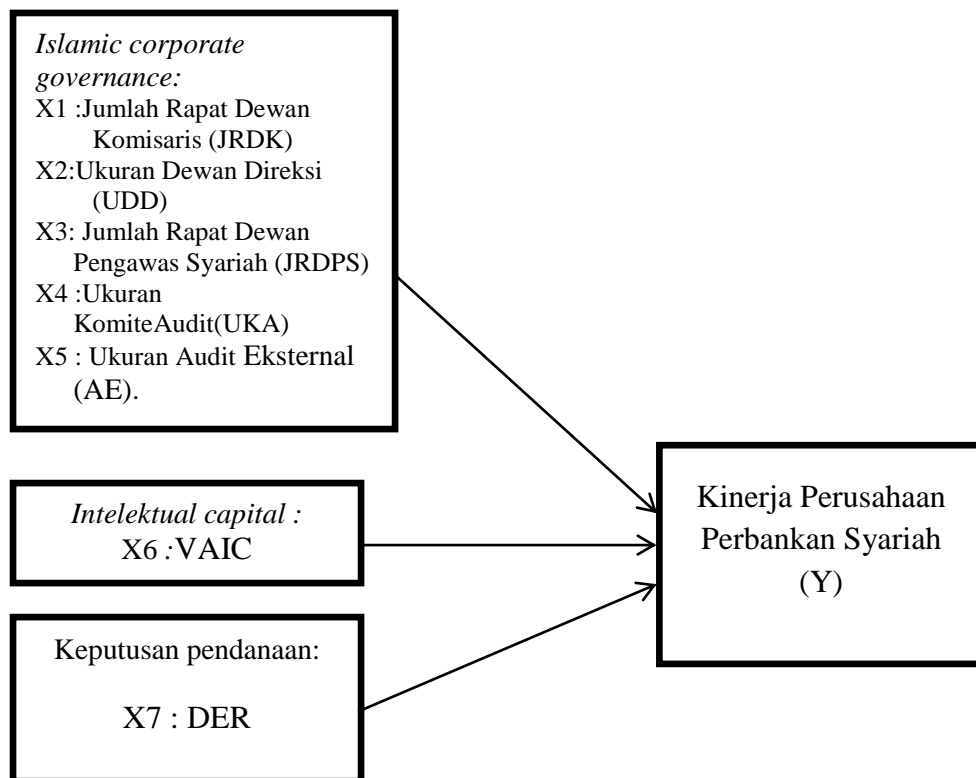 Islamic corporate
governance:
X1 :Jumlah Rapat Dewan
Komisaris (JRDK)
X2:Ukuran Dewan Direksi
(UDD)
X3: Jumlah Rapat Dewan
Pengawas Syariah (JRDPS)
X4 :Ukuran
KomiteAudit(UKA)
X5 : Ukuran Audit Eksternal
(AE).
Intelektual capital :
X6 :VAIC
Keputusan pendanaan:
X7 : DER
Kinerja Perusahaan
Perbankan Syariah
(Y)